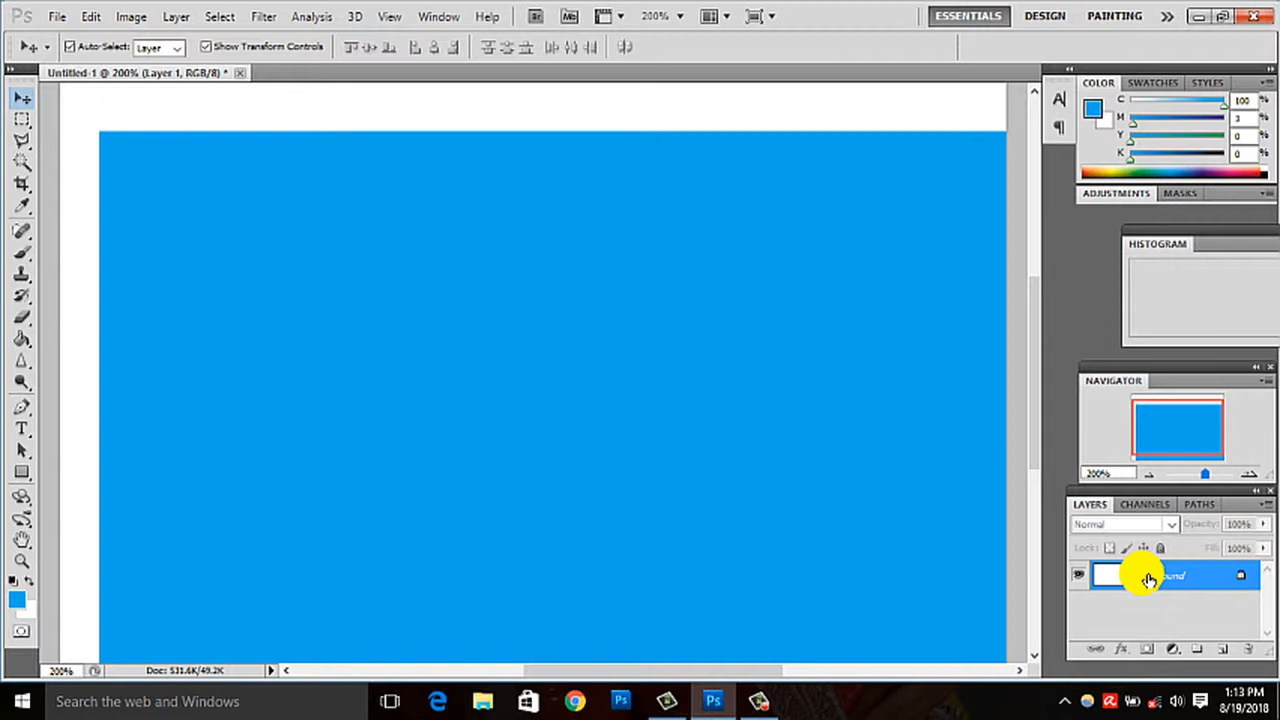 Ps File Edit Image Layer Select Filter Analysis 3D View Window Help Br Mb 200% ESSENTIALS DESIGN PAINTING
Auto-Select: Layer Show Transform Controls
Untitled-1 @ 200% (Layer 1, RGB/8) *
COLOR SWATCHES STYLES
C 100 %
M 3 %
Y 0 %
K 0 %
ADJUSTMENTS MASKS
HISTOGRAM
NAVIGATOR
200%
LAYERS CHANNELS PATHS
Normal Opacity: 100%
Lock: Fill: 100%
ound
200% Doc: 531.6K/49.2K
Search the web and Windows
1:13 PM
8/19/2018